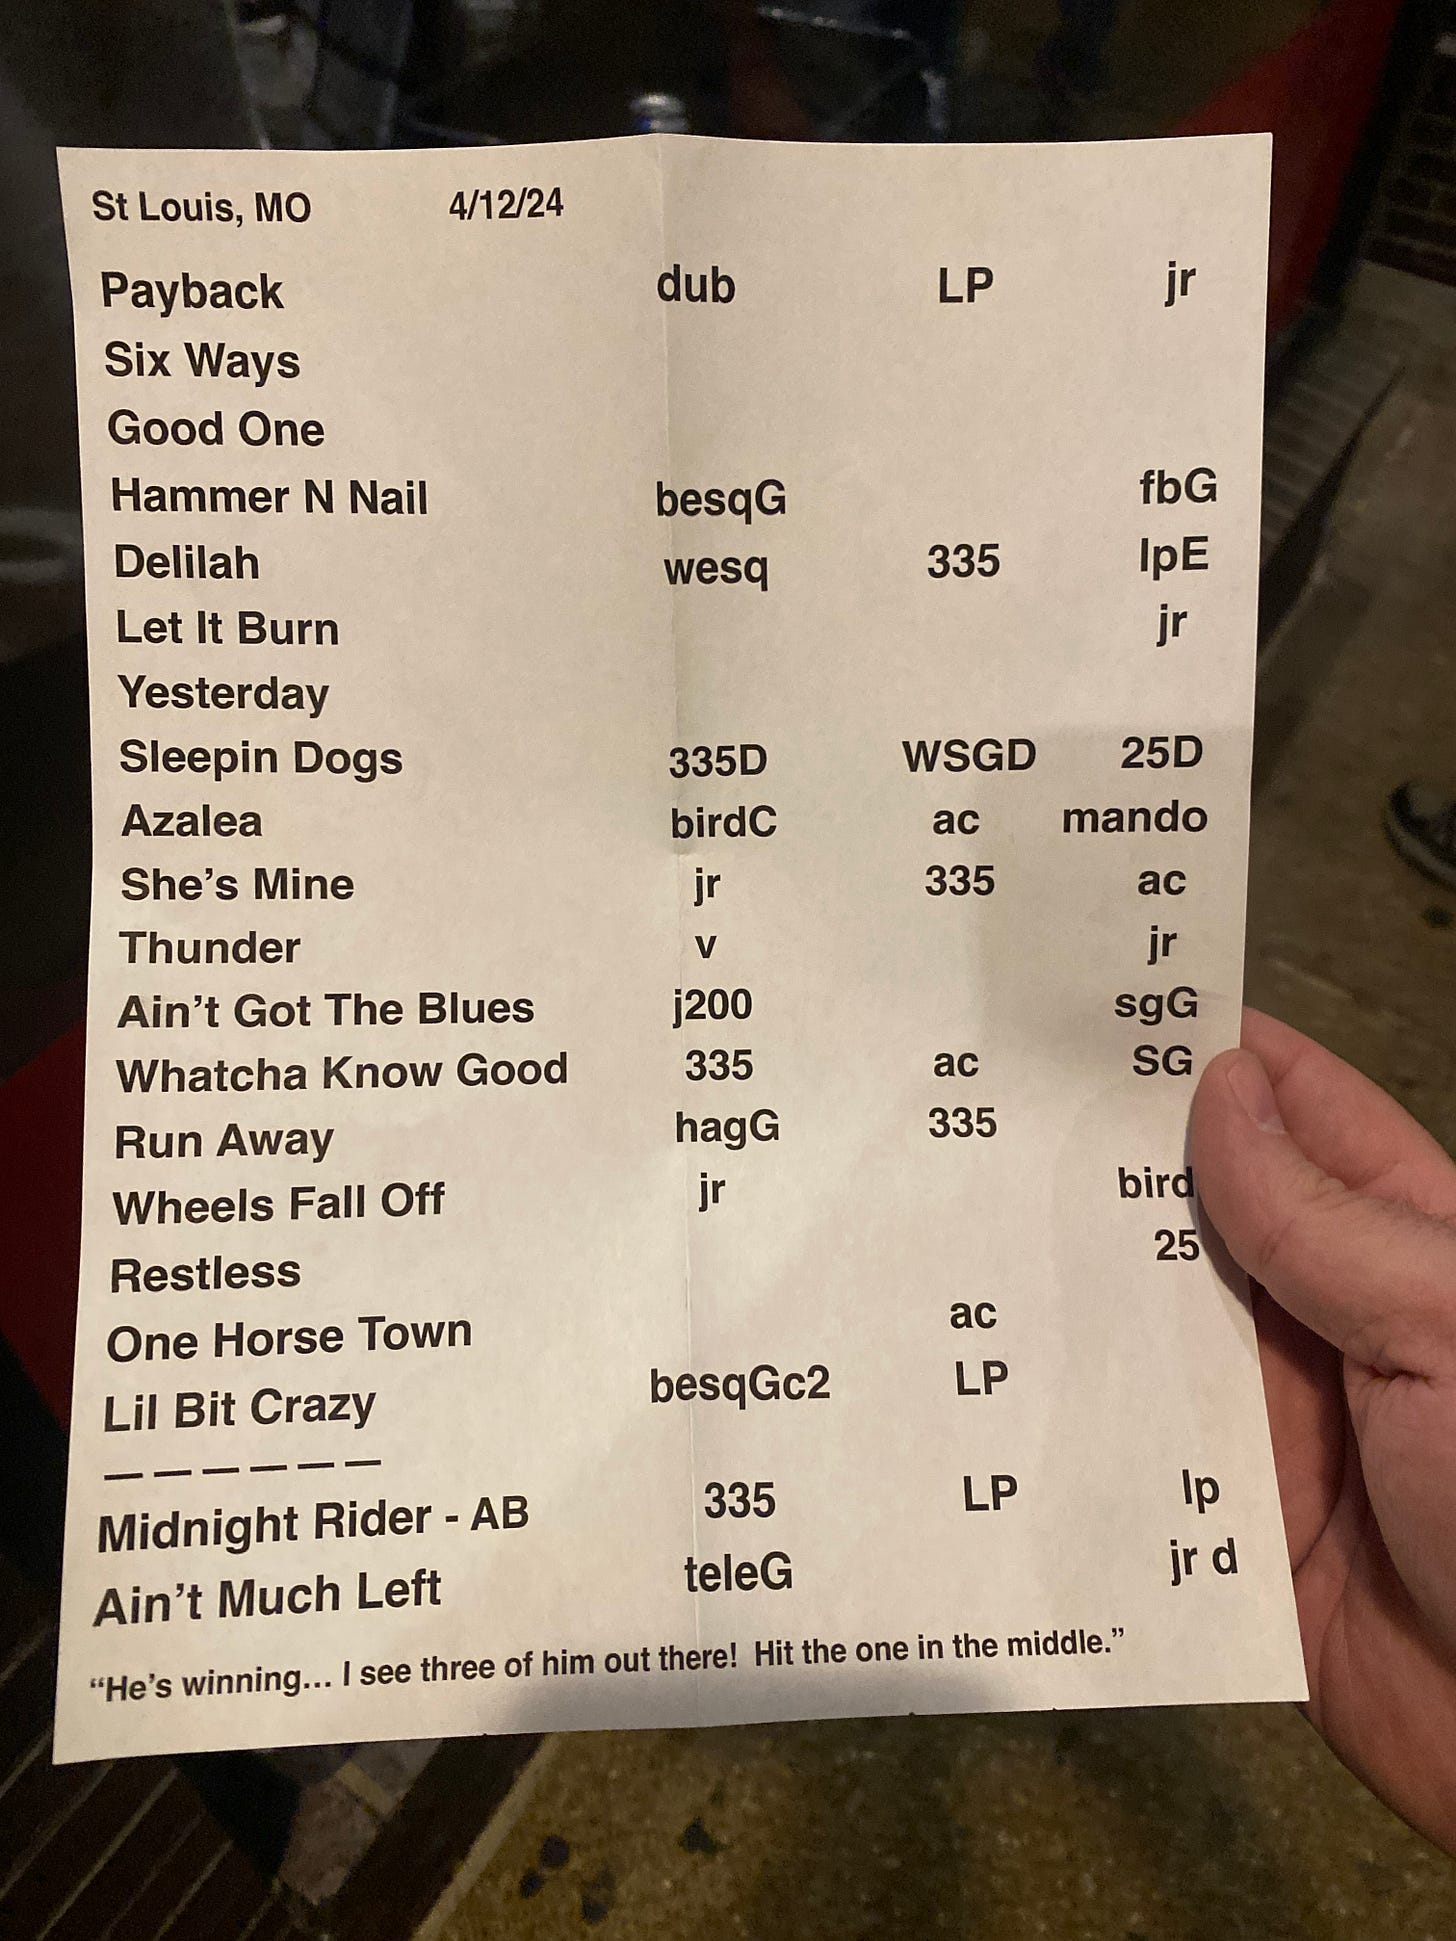 St Louis, MO 4/12/24
Payback dub LP jr
Six Ways
Good One
Hammer N Nail besqG fbG
Delilah wesq 335 lpE
Let It Burn jr
Yesterday
Sleepin Dogs 335D WSGD 25D
Azalea birdC ac mando
She’s Mine jr 335 ac
Thunder v jr
Ain’t Got The Blues j200 sgG
Whatcha Know Good 335 ac SG
Run Away hagG 335
Wheels Fall Off jr bird
Restless 25
One Horse Town ac
Lil Bit Crazy besqGc2 LP
— — — — — —
Midnight Rider - AB 335 LP lp
Ain’t Much Left teleG jr d
“He’s winning... I see three of him out there! Hit the one in the middle.”